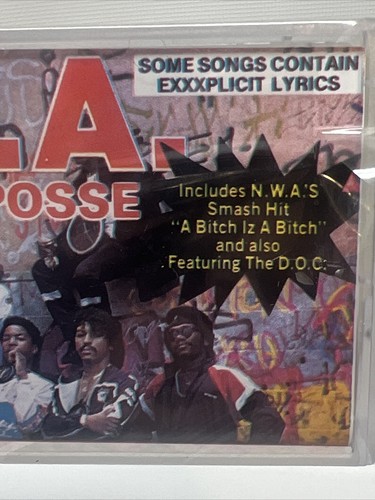 SOME SONGS CONTAIN
EXXXPLICIT LYRICS
.A.
POSSE
Includes N.W.A.'S
Smash Hit
"A Bitch Iz A Bitch"
and also
Featuring The D.O.C.